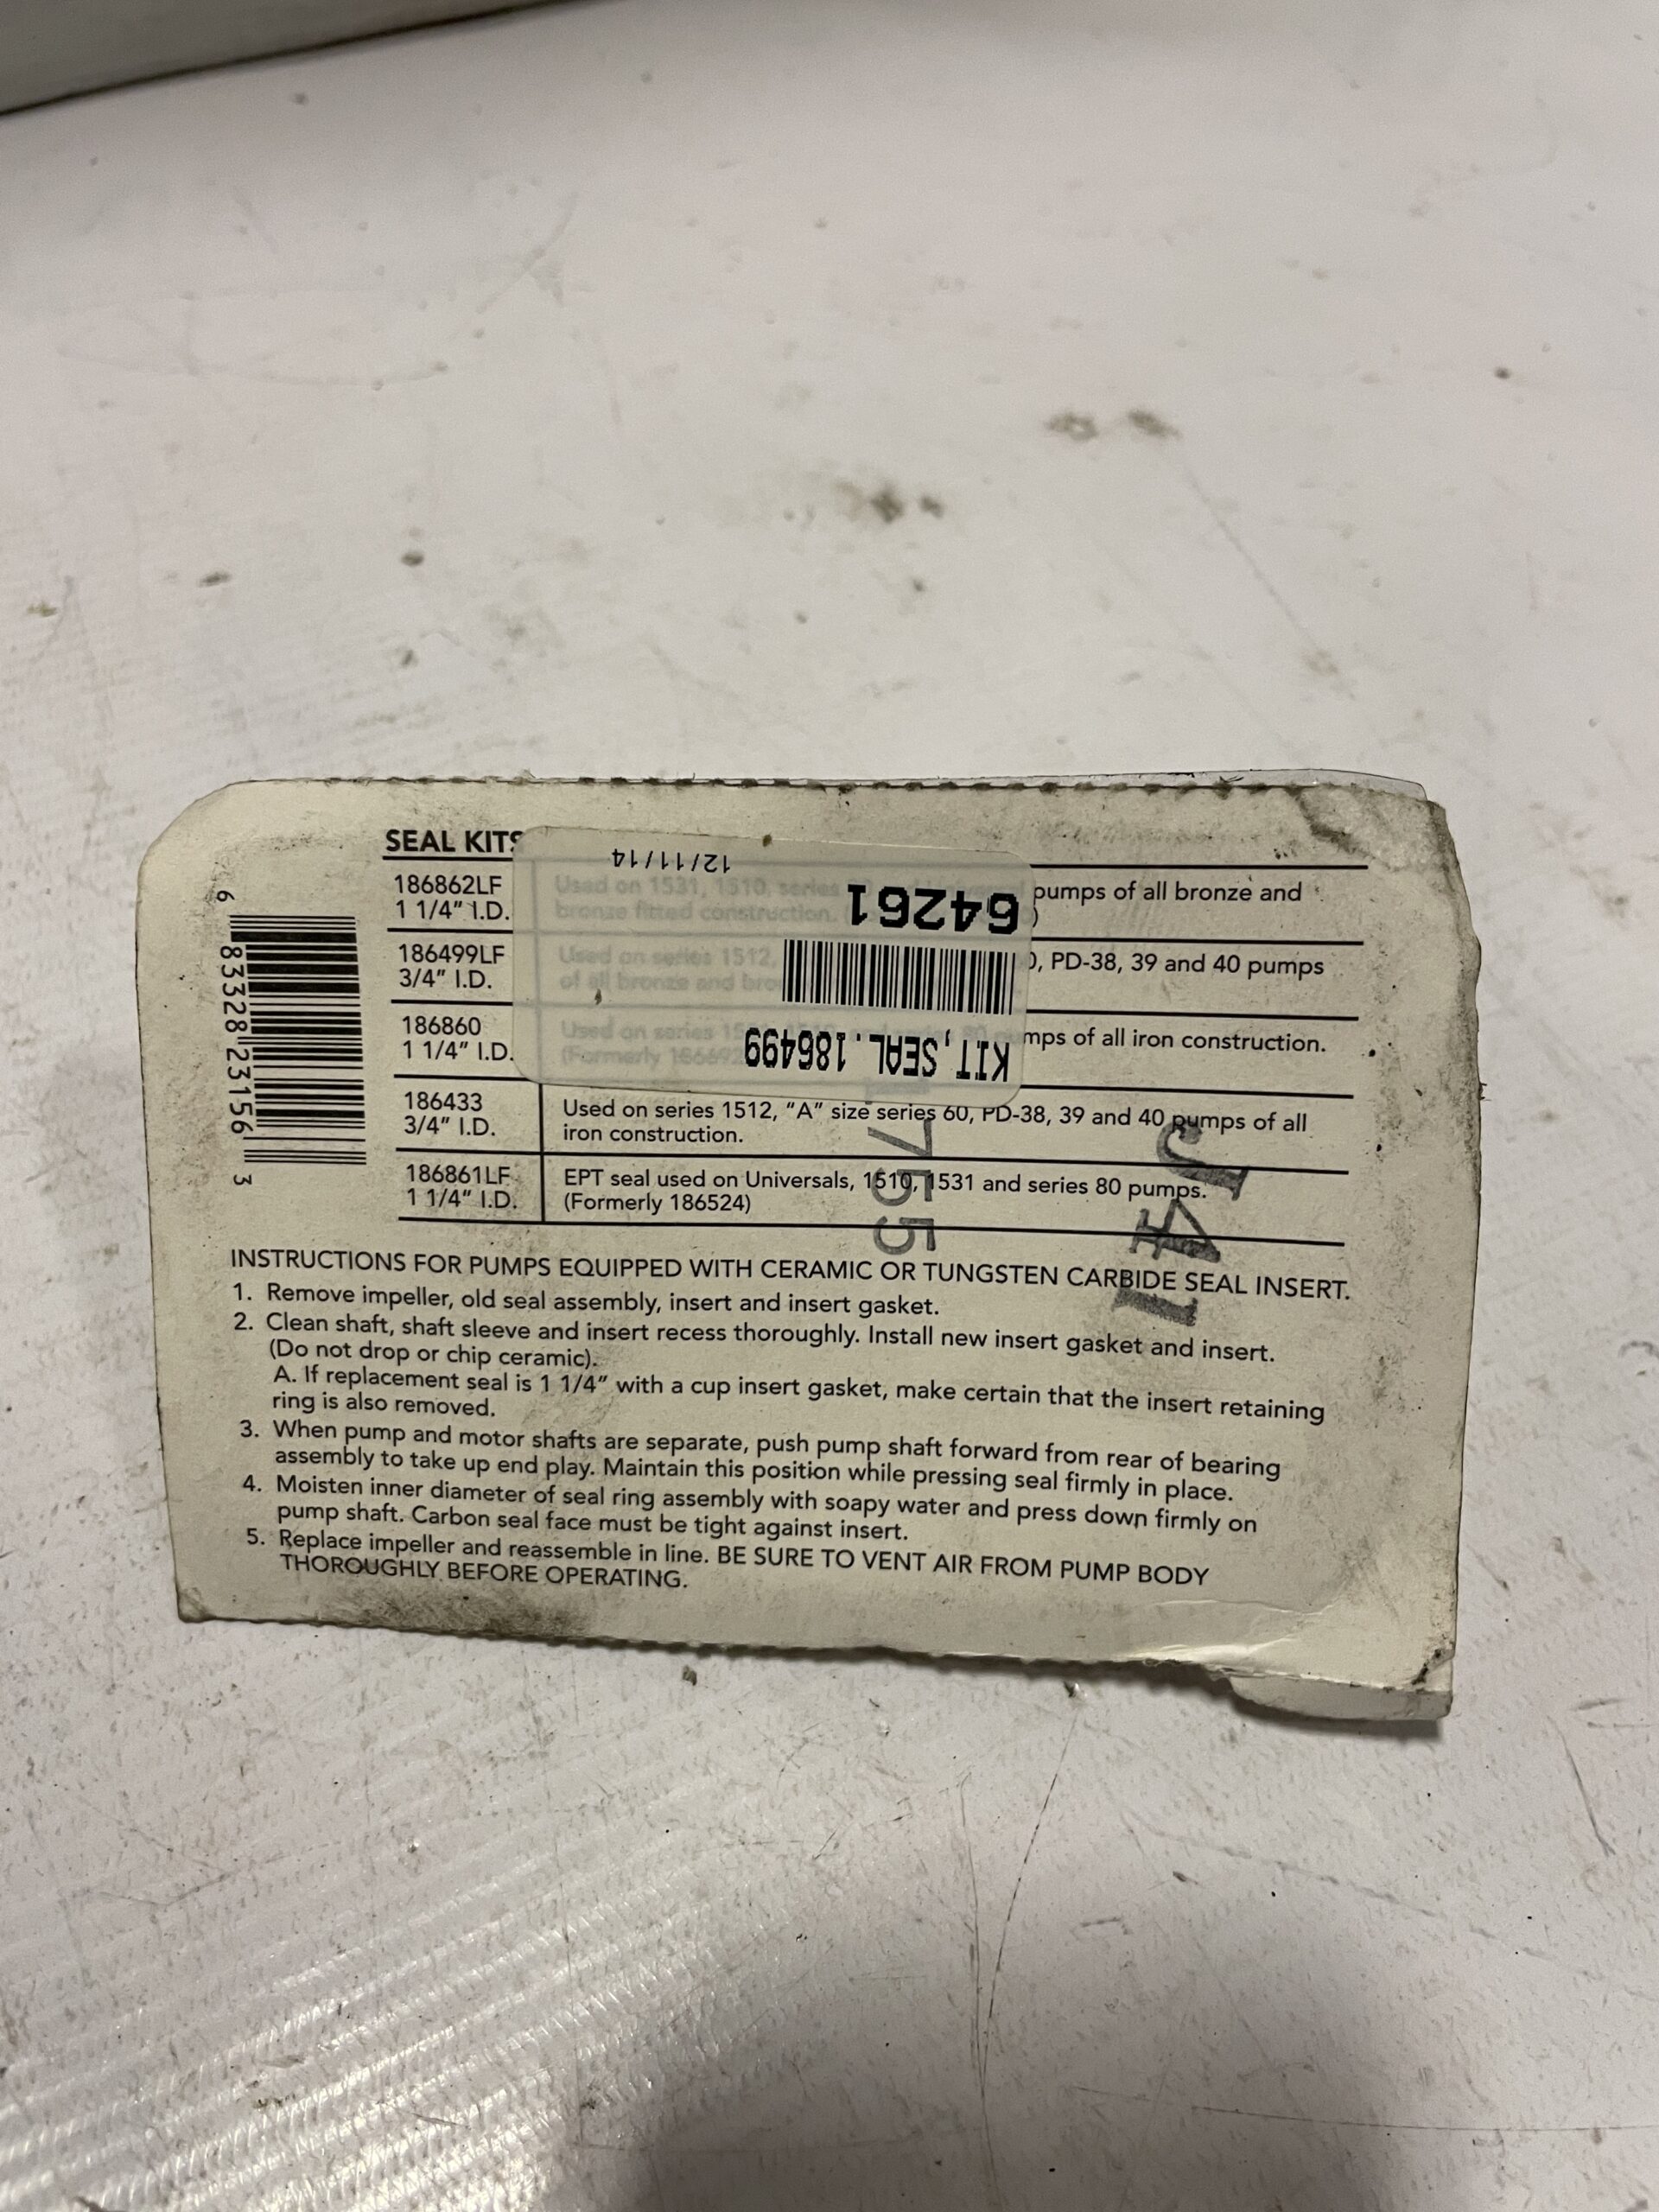 SEAL KITS
186862LF
1 1/4" I.D.
Used on 1531, 1510, series pumps of all bronze and
bronze fitted construction. )
186499LF
3/4" I.D.
Used on series 1512, PD-38, 39 and 40 pumps
of all bronze and
186860
1 1/4" I.D.
Used on series mps of all iron construction.
(Formerly
186433
3/4" I.D.
Used on series 1512, “A” size series 60, PD-38, 39 and 40 pumps of all
iron construction.
186861LF
1 1/4" I.D.
EPT seal used on Universals, 1510, 1531 and series 80 pumps.
(Formerly 186524)
KIT, SEAL. 186499
64261
12/11/14
6 83328 23156 3
755
INSTRUCTIONS FOR PUMPS EQUIPPED WITH CERAMIC OR TUNGSTEN CARBIDE SEAL INSERT.
1. Remove impeller, old seal assembly, insert and insert gasket.
2. Clean shaft, shaft sleeve and insert recess thoroughly. Install new insert gasket and insert.
(Do not drop or chip ceramic).
A. If replacement seal is 1 1/4" with a cup insert gasket, make certain that the insert retaining
ring is also removed.
3. When pump and motor shafts are separate, push pump shaft forward from rear of bearing
assembly to take up end play. Maintain this position while pressing seal firmly in place.
4. Moisten inner diameter of seal ring assembly with soapy water and press down firmly on
pump shaft. Carbon seal face must be tight against insert.
5. Replace impeller and reassemble in line. BE SURE TO VENT AIR FROM PUMP BODY
THOROUGHLY BEFORE OPERATING.